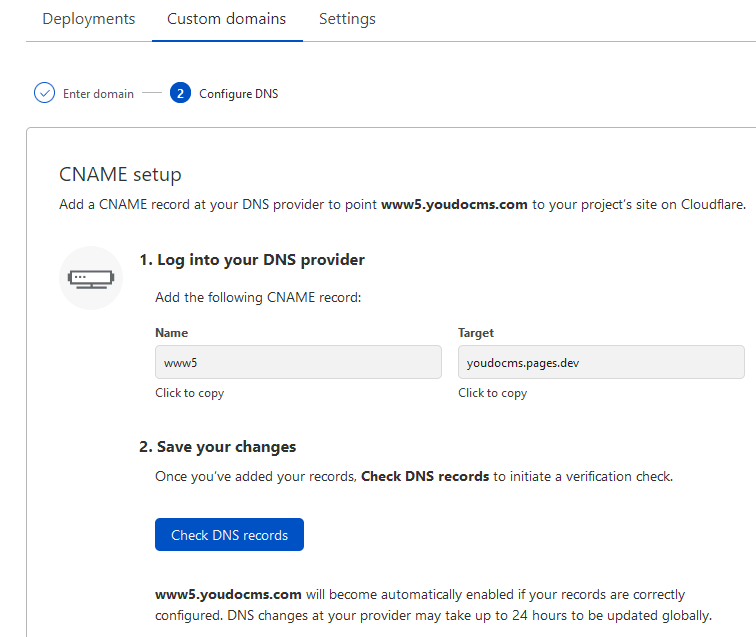 Deployments Custom domains Settings
Enter domain 2 Configure DNS
CNAME setup
Add a CNAME record at your DNS provider to point www5.youdocms.com to your project's site on Cloudflare.
1. Log into your DNS provider
Add the following CNAME record:
Name Target
www5 youdocms.pages.dev
Click to copy Click to copy
2. Save your changes
Once you've added your records, Check DNS records to initiate a verification check.
Check DNS records
www5.youdocms.com will become automatically enabled if your records are correctly
configured. DNS changes at your provider may take up to 24 hours to be updated globally.